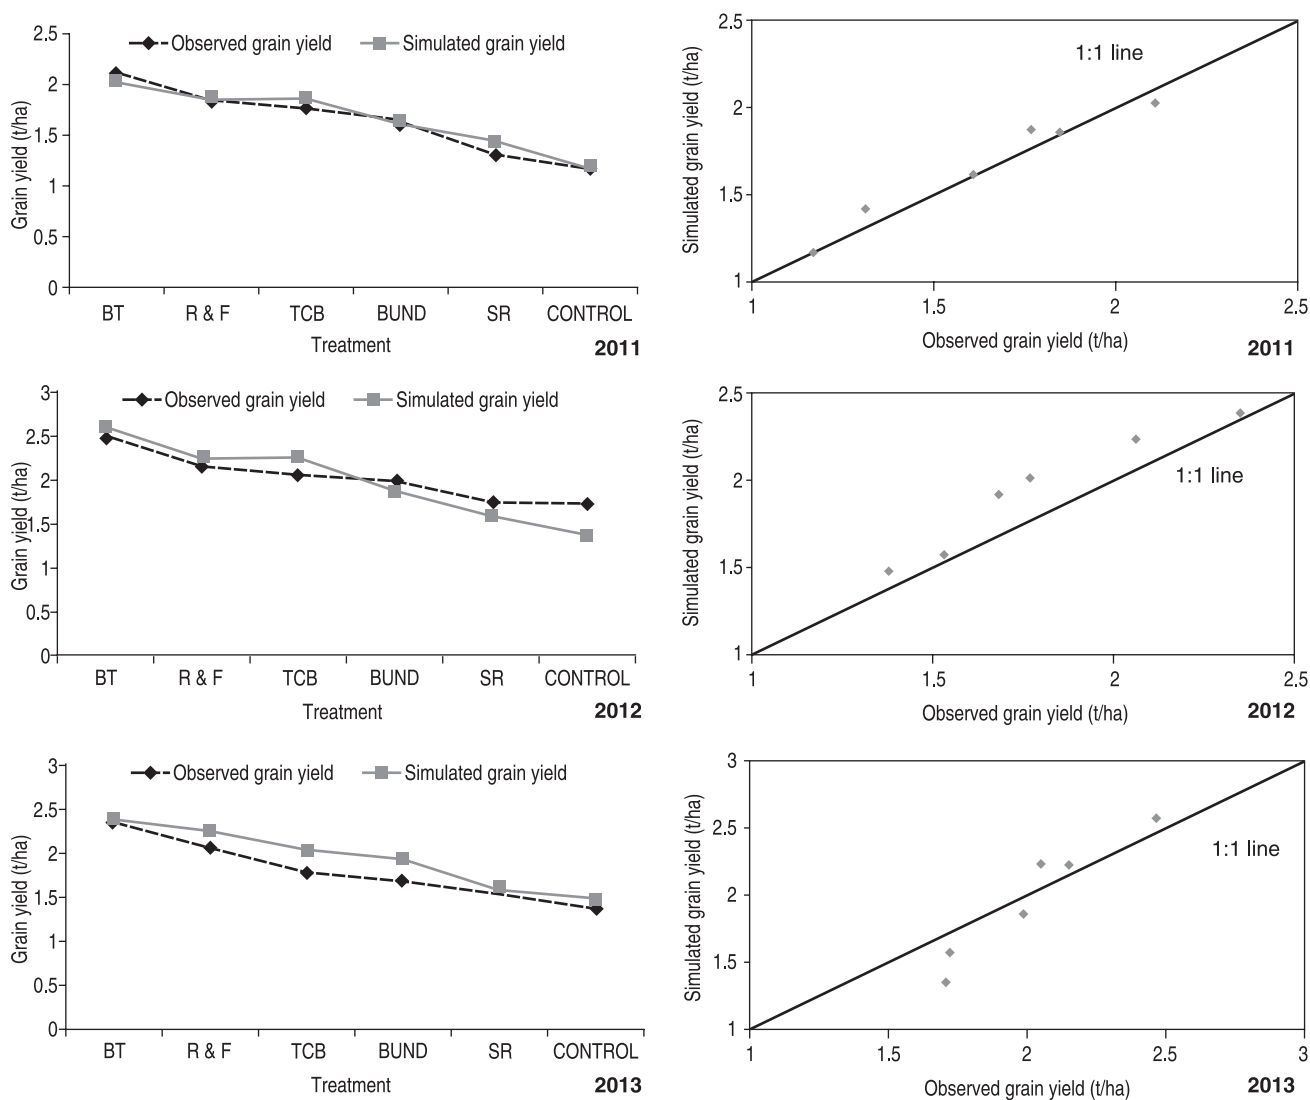 2.5
2
1.5
1
0.5
0
Grain yield (t/ha)
Observed grain yield Simulated grain yield
BT R & F TCB BUND SR CONTROL
Treatment
2011
2.5
2
1.5
1
Simulated grain yield (t/ha)
1:1 line
1 1.5 2 2.5
Observed grain yield (t/ha)
2011
3
2.5
2
1.5
1
0.5
0
Grain yield (t/ha)
Observed grain yield Simulated grain yield
BT R & F TCB BUND SR CONTROL
Treatment
2012
2.5
2
1.5
1
Simulated grain yield (t/ha)
1:1 line
1 1.5 2 2.5
Observed grain yield (t/ha)
2012
3
2.5
2
1.5
1
0.5
0
Grain yield (t/ha)
Observed grain yield Simulated grain yield
BT R & F TCB BUND SR CONTROL
Treatment
2013
3
2.5
2
1.5
1
Simulated grain yield (t/ha)
1:1 line
1 1.5 2 2.5 3
Observed grain yield (t/ha)
2013